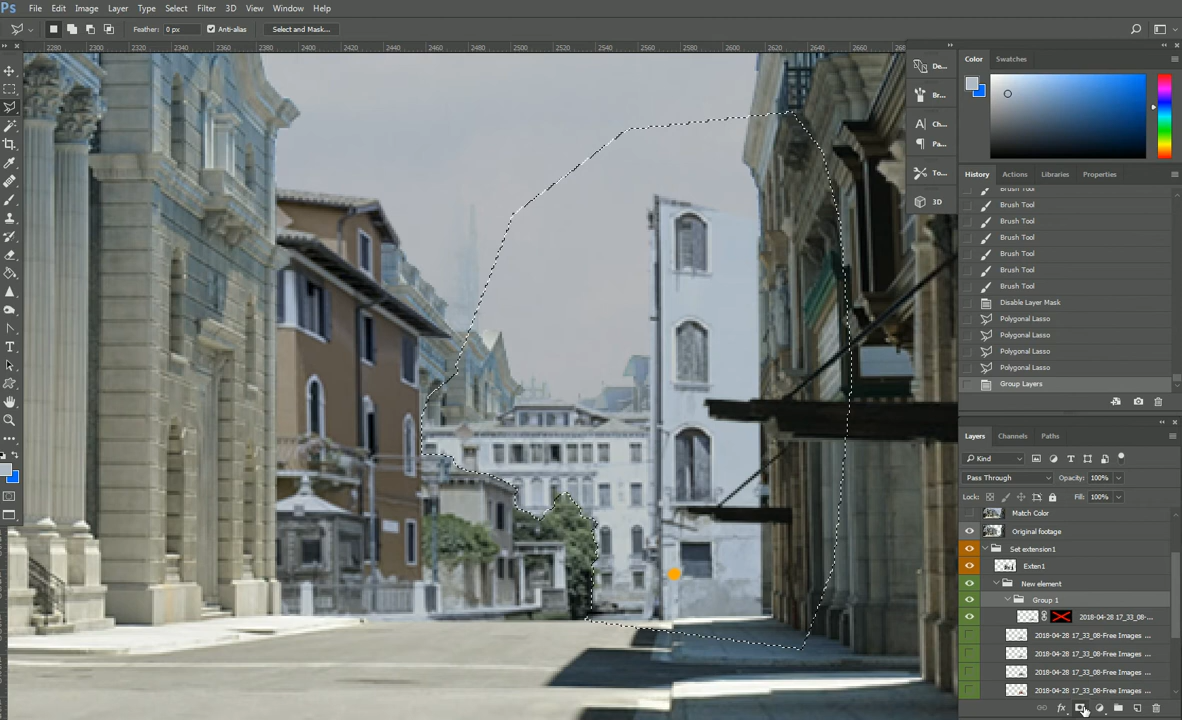 Ps File Edit Image Layer Type Select Filter 3D View Window Help
Feather: 0 px Anti-alias Select and Mask...
2280 2300 2320 2340 2360 2380 2400 2420 2440 2460 2480 2500 2520 2540 2560 2580 2600 2620 2640 2660
De...
Br...
Ch...
Pa...
To...
3D
Color Swatches
History Actions Libraries Properties
Brush Tool
Brush Tool
Brush Tool
Brush Tool
Brush Tool
Brush Tool
Brush Tool
Disable Layer Mask
Polygonal Lasso
Polygonal Lasso
Polygonal Lasso
Polygonal Lasso
Group Layers
Layers Channels Paths
Kind
Pass Through Opacity: 100%
Lock: Fill: 100%
Match Color
Original footage
Set extension1
Exten1
New element
Group 1
2018-04-28 17_33_08-...
2018-04-28 17_33_08-Free Images ...
2018-04-28 17_33_08-Free Images ...
2018-04-28 17_33_08-Free Images ...
2018-04-28 17_33_08-Free Images ...
fx